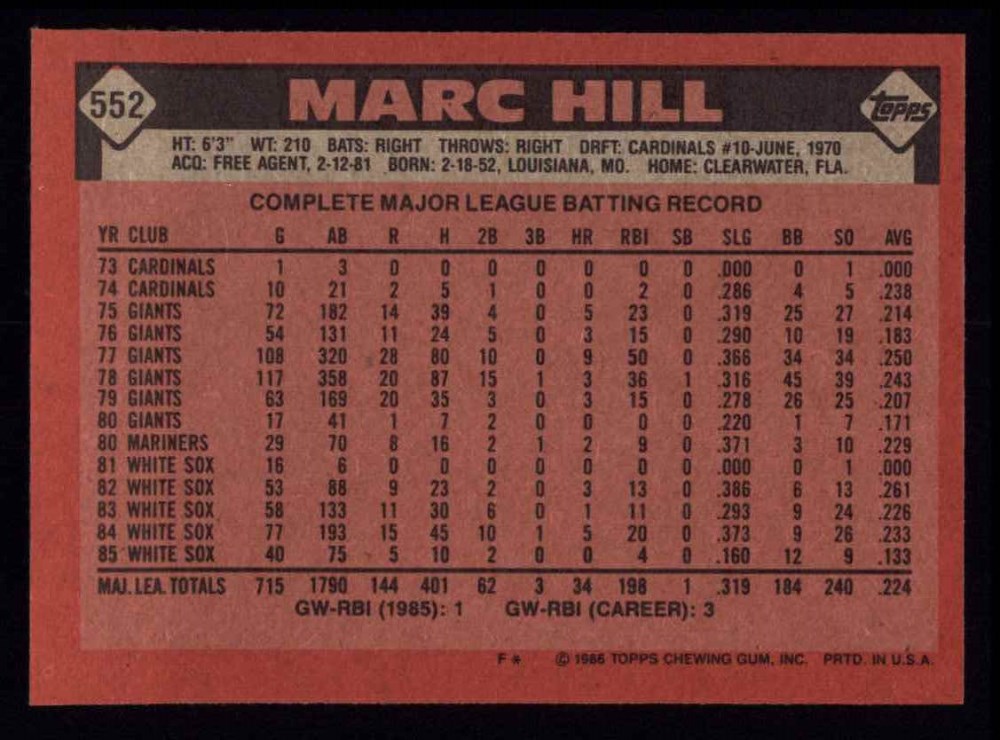 552 MARC HILL Topps
HT: 6'3" WT: 210 BATS: RIGHT THROWS: RIGHT DRFT: CARDINALS #10-JUNE, 1970
ACQ: FREE AGENT, 2-12-81 BORN: 2-18-52, LOUISIANA, MO. HOME: CLEARWATER, FLA.
COMPLETE MAJOR LEAGUE BATTING RECORD
YR CLUB G AB R H 2B 3B HR RBI SB SLG BB SO AVG
73 CARDINALS 1 3 0 0 0 0 0 0 0 .000 0 1 .000
74 CARDINALS 10 21 2 5 1 0 0 2 0 .286 4 5 .238
75 GIANTS 72 182 14 39 4 0 5 23 0 .319 25 27 .214
76 GIANTS 54 131 11 24 5 0 3 15 0 .290 10 19 .183
77 GIANTS 108 320 28 80 10 0 9 50 0 .366 34 34 .250
78 GIANTS 117 358 20 87 15 1 3 36 1 .316 45 39 .243
79 GIANTS 63 169 20 35 3 0 3 15 0 .278 26 25 .207
80 GIANTS 17 41 1 7 2 0 0 0 0 .220 1 7 .171
80 MARINERS 29 70 8 16 2 1 2 9 0 .371 3 10 .229
81 WHITE SOX 16 6 0 0 0 0 0 0 0 .000 0 1 .000
82 WHITE SOX 53 88 9 23 2 0 3 13 0 .386 6 13 .261
83 WHITE SOX 58 133 11 30 6 0 1 11 0 .293 9 24 .226
84 WHITE SOX 77 193 15 45 10 1 5 20 0 .373 9 26 .233
85 WHITE SOX 40 75 5 10 2 0 0 4 0 .160 12 9 .133
MAJ. LEA. TOTALS 715 1790 144 401 62 3 34 198 1 .319 184 240 .224
GW-RBI (1985): 1 GW-RBI (CAREER): 3
F * © 1986 TOPPS CHEWING GUM, INC. PRTD. IN U.S.A.